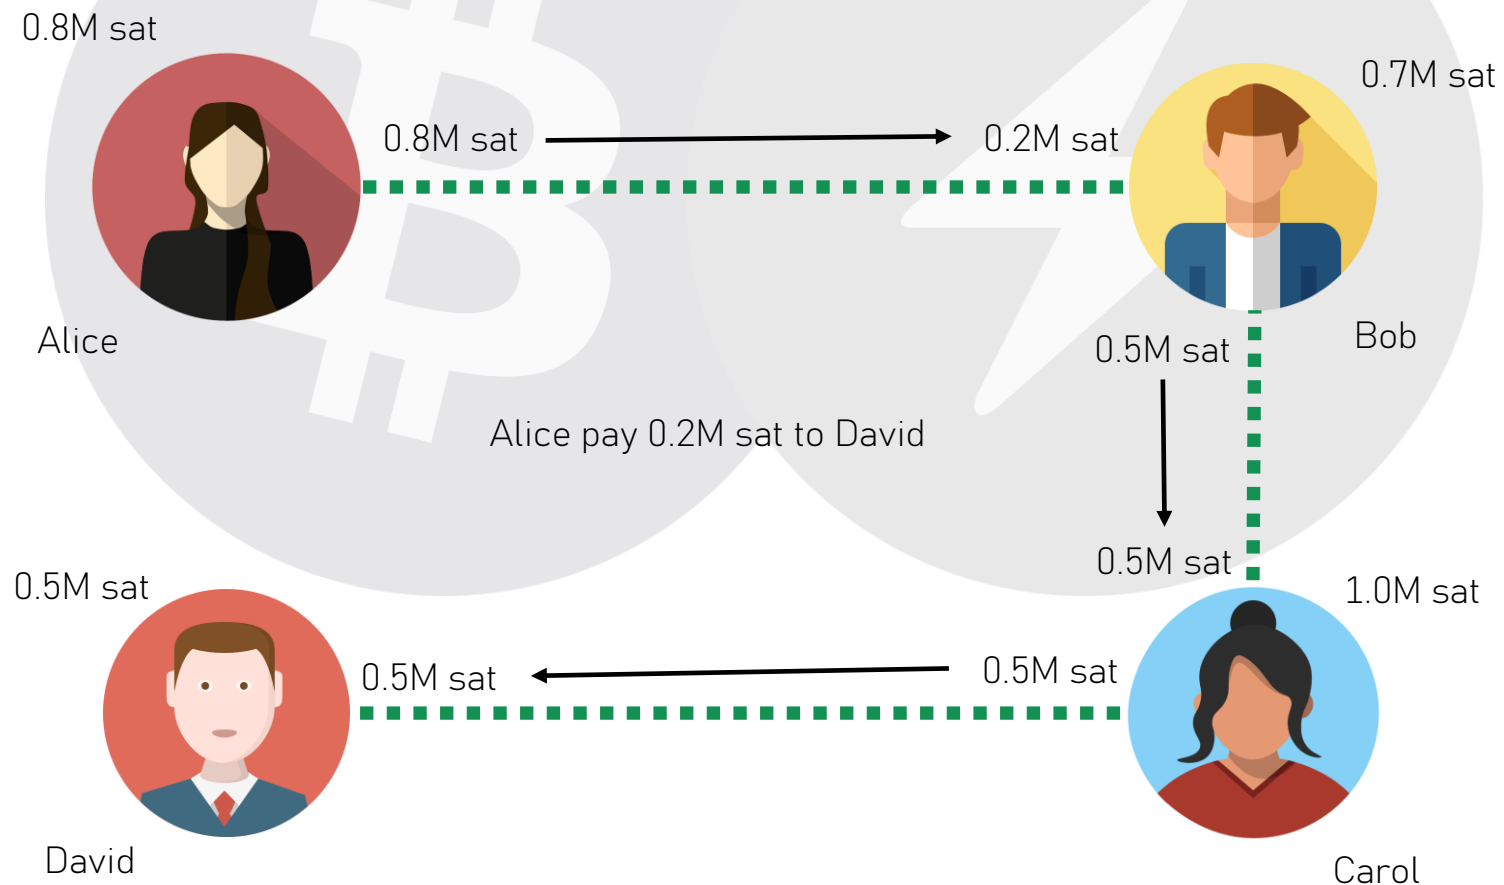 0.8M sat
0.7M sat
0.8M sat
0.2M sat
Alice
Bob
0.5M sat
Alice pay 0.2M sat to David
0.5M sat
0.5M sat
1.0M sat
0.5M sat
0.5M sat
David
Carol